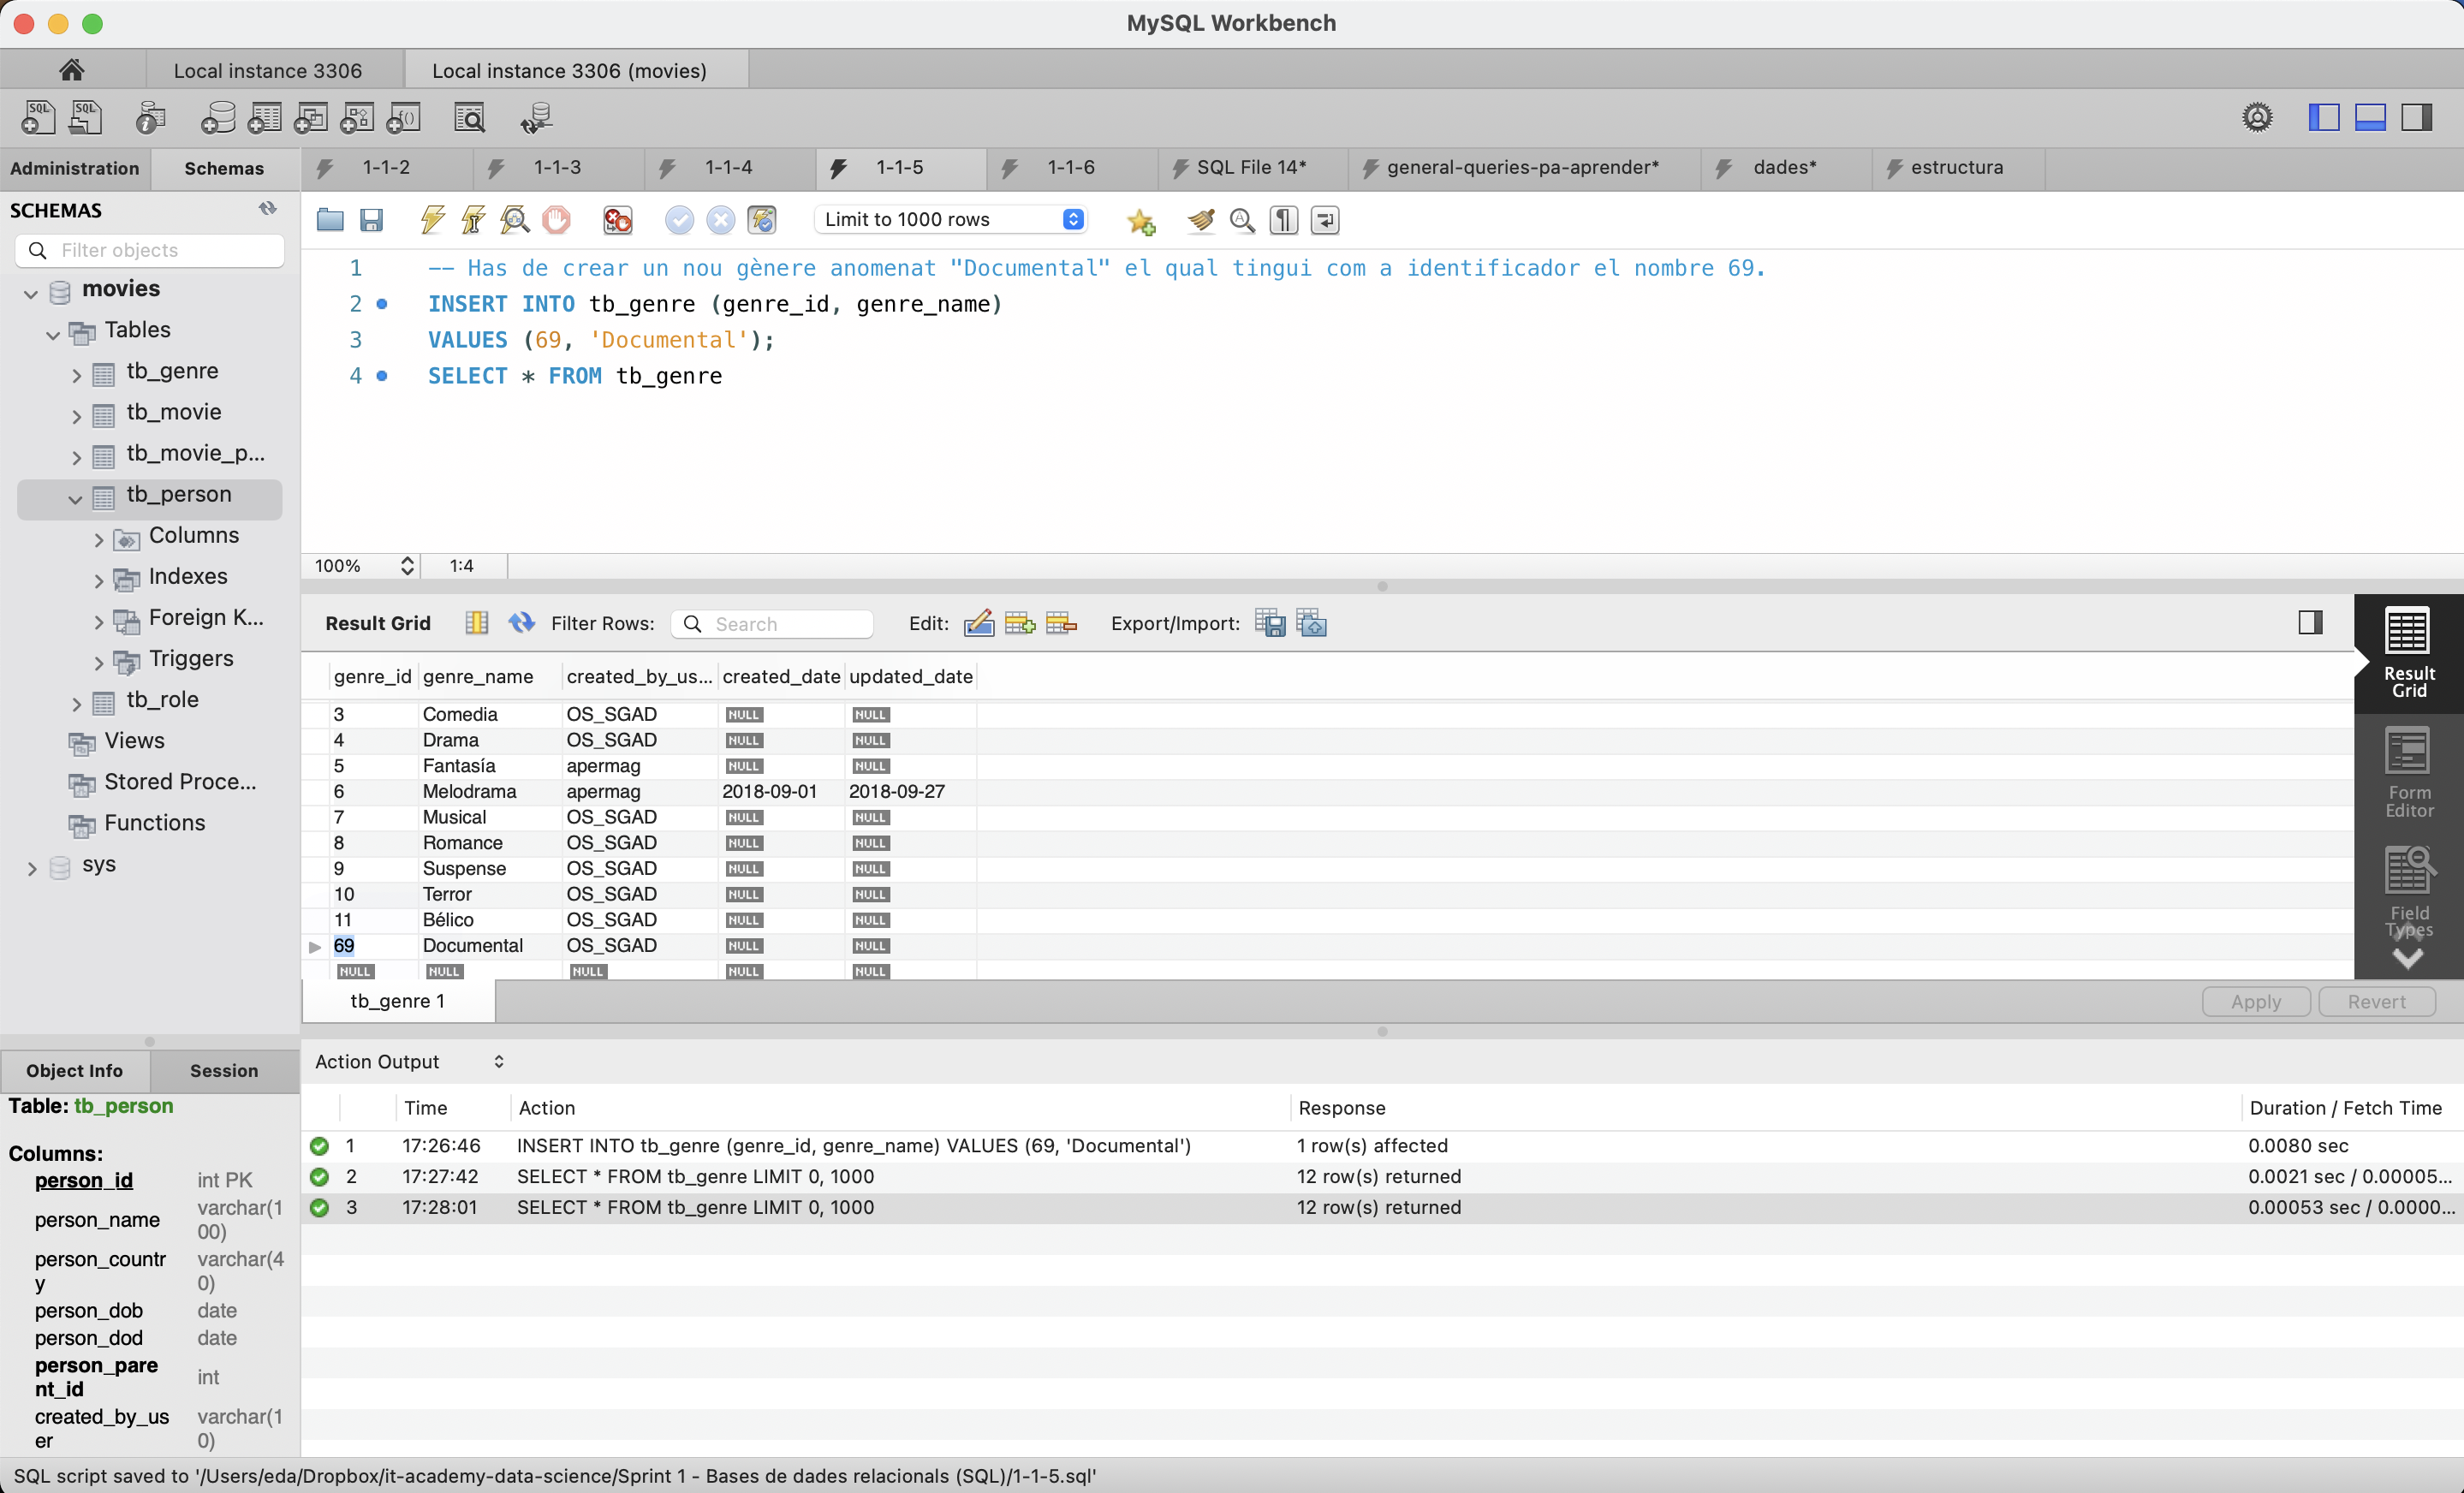 MySQL Workbench
Local instance 3306
Local instance 3306 (movies)
Administration
Schemas
1-1-2
1-1-3
1-1-4
1-1-5
1-1-6
SQL File 14*
general-queries-pa-aprender*
dades*
estructura
SCHEMAS
Filter objects
movies
Tables
tb_genre
tb_movie
tb_movie_p...
tb_person
Columns
Indexes
Foreign K...
Triggers
tb_role
Views
Stored Proce...
Functions
sys
Limit to 1000 rows
1 -- Has de crear un nou gènere anomenat "Documental" el qual tingui com a identificador el nombre 69.
2 INSERT INTO tb_genre (genre_id, genre_name)
3 VALUES (69, 'Documental');
4 SELECT * FROM tb_genre
100% 1:4
Result Grid Filter Rows: Search Edit: Export/Import:
genre_id genre_name created_by_us... created_date updated_date
3 Comedia OS_SGAD NULL NULL
4 Drama OS_SGAD NULL NULL
5 Fantasía apermag NULL NULL
6 Melodrama apermag 2018-09-01 2018-09-27
7 Musical OS_SGAD NULL NULL
8 Romance OS_SGAD NULL NULL
9 Suspense OS_SGAD NULL NULL
10 Terror OS_SGAD NULL NULL
11 Bélico OS_SGAD NULL NULL
69 Documental OS_SGAD NULL NULL
NULL NULL NULL NULL NULL
Result
Grid
Form
Editor
Field
Types
tb_genre 1
Apply Revert
Object Info Session
Table: tb_person
Columns:
person_id int PK
person_name varchar(1
00)
person_countr varchar(4
y 0)
person_dob date
person_dod date
person_pare
nt_id int
created_by_us varchar(1
er 0)
Action Output
Time Action Response Duration / Fetch Time
1 17:26:46 INSERT INTO tb_genre (genre_id, genre_name) VALUES (69, 'Documental') 1 row(s) affected 0.0080 sec
2 17:27:42 SELECT * FROM tb_genre LIMIT 0, 1000 12 row(s) returned 0.0021 sec / 0.00005...
3 17:28:01 SELECT * FROM tb_genre LIMIT 0, 1000 12 row(s) returned 0.00053 sec / 0.0000...
SQL script saved to '/Users/eda/Dropbox/it-academy-data-science/Sprint 1 - Bases de dades relacionals (SQL)/1-1-5.sql'